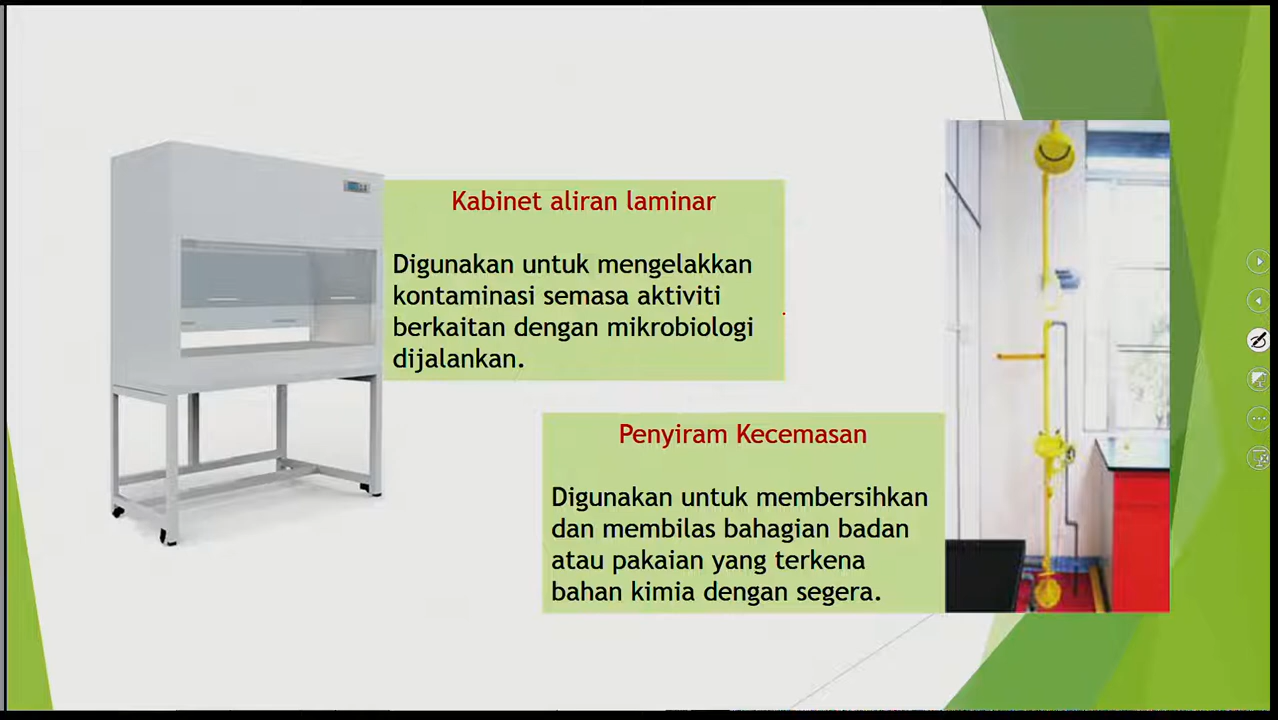 Kabinet aliran laminar
Digunakan untuk mengelakkan
kontaminasi semasa aktiviti
berkaitan dengan mikrobiologi
dijalankan.
Penyiram Kecemasan
Digunakan untuk membersihkan
dan membilas bahagian badan
atau pakaian yang terkena
bahan kimia dengan segera.